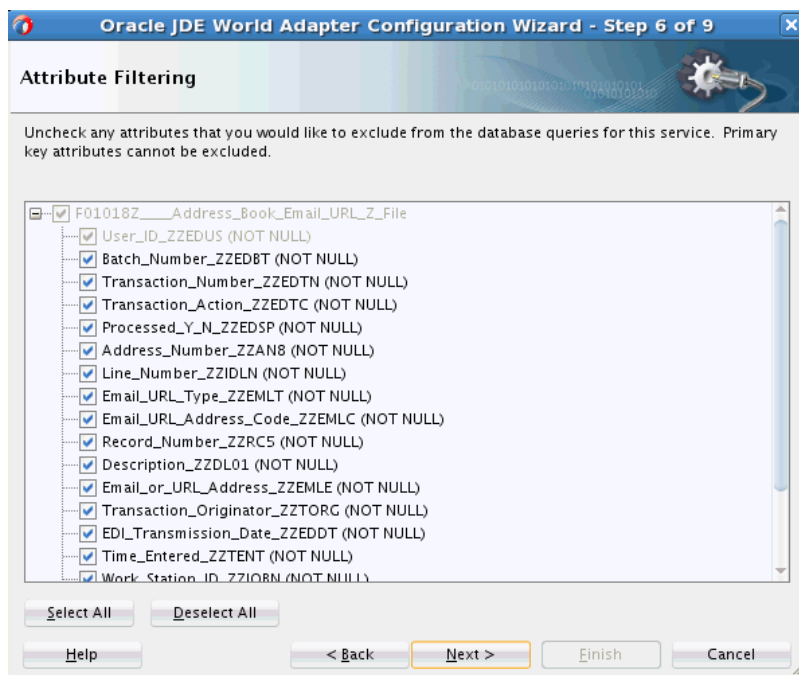 Oracle JDE World Adapter Configuration Wizard - Step 6 of 9
Attribute Filtering
Uncheck any attributes that you would like to exclude from the database queries for this service. Primary
key attributes cannot be excluded.
F01018Z____Address_Book_Email_URL_Z_File
User_ID_ZZEDUS (NOT NULL)
Batch_Number_ZZEDBT (NOT NULL)
Transaction_Number_ZZEDTN (NOT NULL)
Transaction_Action_ZZEDTC (NOT NULL)
Processed_Y_N_ZZEDSP (NOT NULL)
Address_Number_ZZAN8 (NOT NULL)
Line_Number_ZZIDLN (NOT NULL)
Email_URL_Type_ZZEMLT (NOT NULL)
Email_URL_Address_Code_ZZEMLC (NOT NULL)
Record_Number_ZZRC5 (NOT NULL)
Description_ZZDL01 (NOT NULL)
Email_or_URL_Address_ZZEMLE (NOT NULL)
Transaction_Originator_ZZTORG (NOT NULL)
EDI_Transmission_Date_ZZEDDT (NOT NULL)
Time_Entered_ZZTENT (NOT NULL)
Work_Station_ID_ZZJOBN (NOT NULL)
Select All Deselect All
Help < Back Next > Finish Cancel